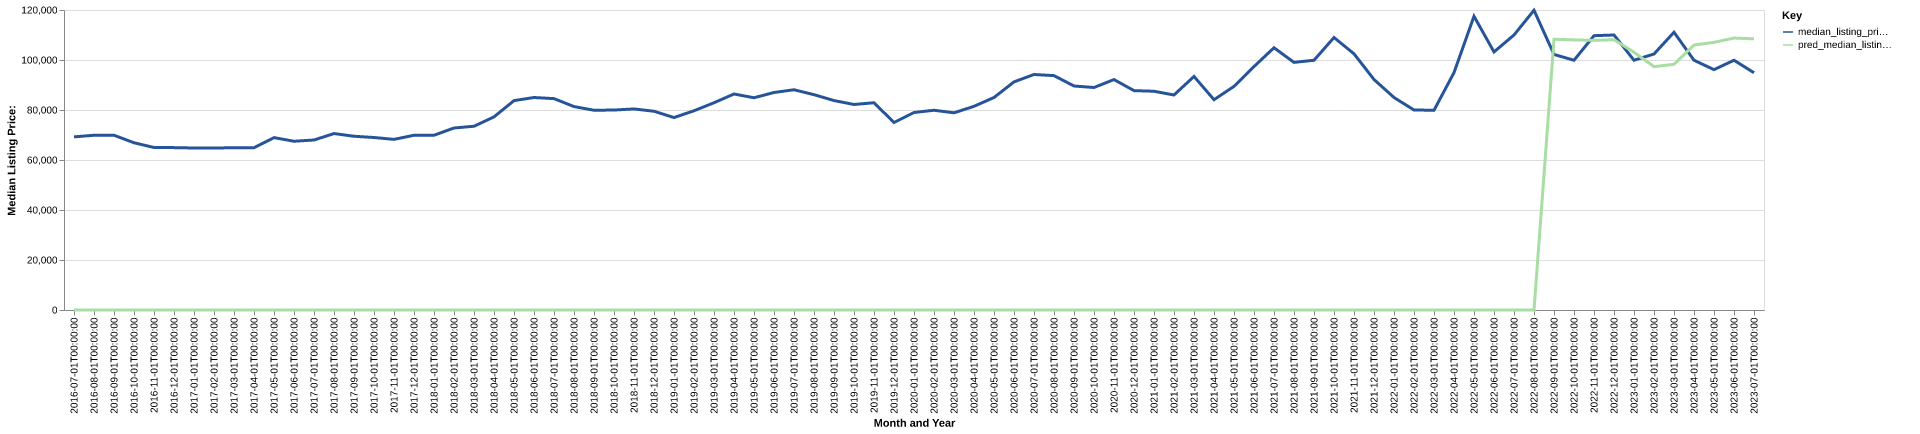 120,000
100,000
80,000
60,000
40,000
20,000
0
Median Listing Price:
2016-07-01T00:00:00
2016-08-01T00:00:00
2016-09-01T00:00:00
2016-10-01T00:00:00
2016-11-01T00:00:00
2016-12-01T00:00:00
2017-01-01T00:00:00
2017-02-01T00:00:00
2017-03-01T00:00:00
2017-04-01T00:00:00
2017-05-01T00:00:00
2017-06-01T00:00:00
2017-07-01T00:00:00
2017-08-01T00:00:00
2017-09-01T00:00:00
2017-10-01T00:00:00
2017-11-01T00:00:00
2017-12-01T00:00:00
2018-01-01T00:00:00
2018-02-01T00:00:00
2018-03-01T00:00:00
2018-04-01T00:00:00
2018-05-01T00:00:00
2018-06-01T00:00:00
2018-07-01T00:00:00
2018-08-01T00:00:00
2018-09-01T00:00:00
2018-10-01T00:00:00
2018-11-01T00:00:00
2018-12-01T00:00:00
2019-01-01T00:00:00
2019-02-01T00:00:00
2019-03-01T00:00:00
2019-04-01T00:00:00
2019-05-01T00:00:00
2019-06-01T00:00:00
2019-07-01T00:00:00
2019-08-01T00:00:00
2019-09-01T00:00:00
2019-10-01T00:00:00
2019-11-01T00:00:00
2019-12-01T00:00:00
2020-01-01T00:00:00
2020-02-01T00:00:00
2020-03-01T00:00:00
2020-04-01T00:00:00
2020-05-01T00:00:00
2020-06-01T00:00:00
2020-07-01T00:00:00
2020-08-01T00:00:00
2020-09-01T00:00:00
2020-10-01T00:00:00
2020-11-01T00:00:00
2020-12-01T00:00:00
2021-01-01T00:00:00
2021-02-01T00:00:00
2021-03-01T00:00:00
2021-04-01T00:00:00
2021-05-01T00:00:00
2021-06-01T00:00:00
2021-07-01T00:00:00
2021-08-01T00:00:00
2021-09-01T00:00:00
2021-10-01T00:00:00
2021-11-01T00:00:00
2021-12-01T00:00:00
2022-01-01T00:00:00
2022-02-01T00:00:00
2022-03-01T00:00:00
2022-04-01T00:00:00
2022-05-01T00:00:00
2022-06-01T00:00:00
2022-07-01T00:00:00
2022-08-01T00:00:00
2022-09-01T00:00:00
2022-10-01T00:00:00
2022-11-01T00:00:00
2022-12-01T00:00:00
2023-01-01T00:00:00
2023-02-01T00:00:00
2023-03-01T00:00:00
2023-04-01T00:00:00
2023-05-01T00:00:00
2023-06-01T00:00:00
2023-07-01T00:00:00
Month and Year
Key
median_listing_pri…
pred_median_listin…